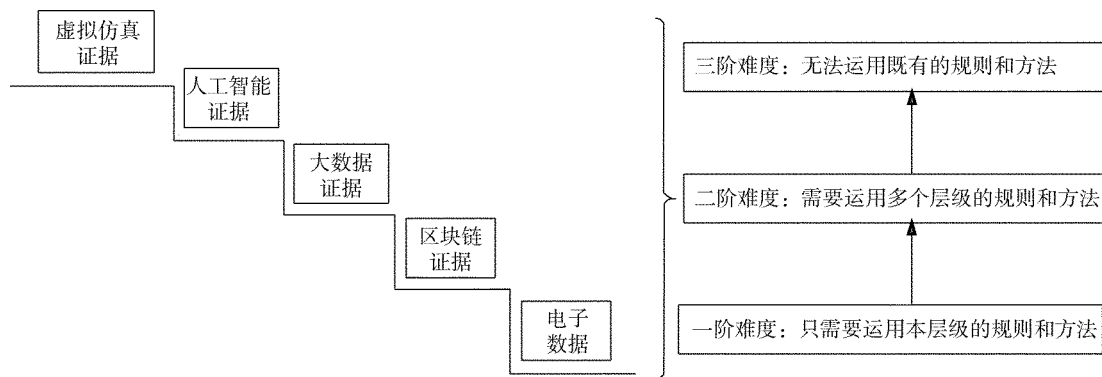 虚拟仿真
证据
人工智能
证据
大数据
证据
区块链
证据
电子
数据
三阶难度：无法运用既有的规则和方法
二阶难度：需要运用多个层级的规则和方法
一阶难度：只需要运用本层级的规则和方法